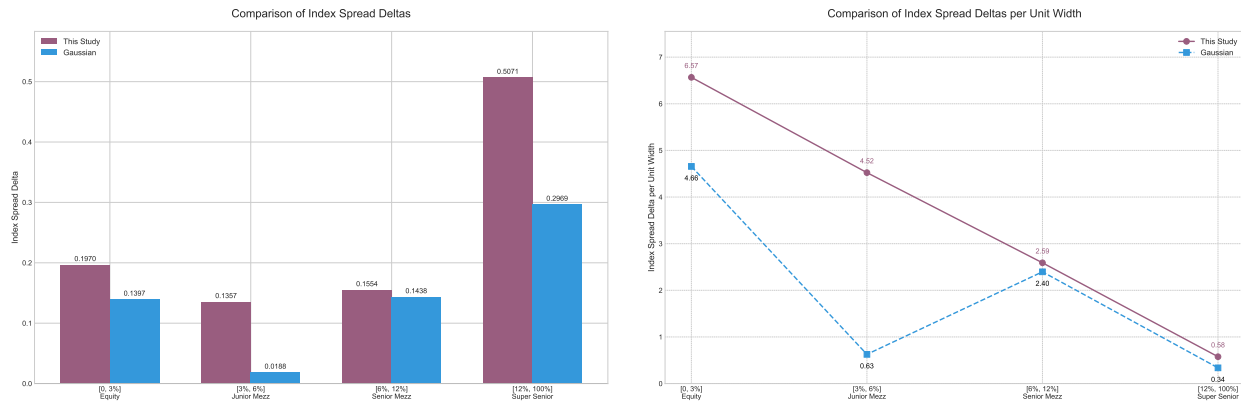 Comparison of Index Spread Deltas
This Study
Gaussian
Index Spread Delta
0.5
0.4
0.3
0.2
0.1
0.0
0.1970
0.1397
0.1357
0.0188
0.1554
0.1438
0.5071
0.2969
[0, 3%]
Equity
[3%, 6%]
Junior Mezz
[6%, 12%]
Senior Mezz
[12%, 100%]
Super Senior
Comparison of Index Spread Deltas per Unit Width
This Study
Gaussian
Index Spread Delta per Unit Width
7
6
5
4
3
2
1
0
6.57
4.66
4.52
0.63
2.59
2.40
0.58
0.34
[0, 3%]
Equity
[3%, 6%]
Junior Mezz
[6%, 12%]
Senior Mezz
[12%, 100%]
Super Senior